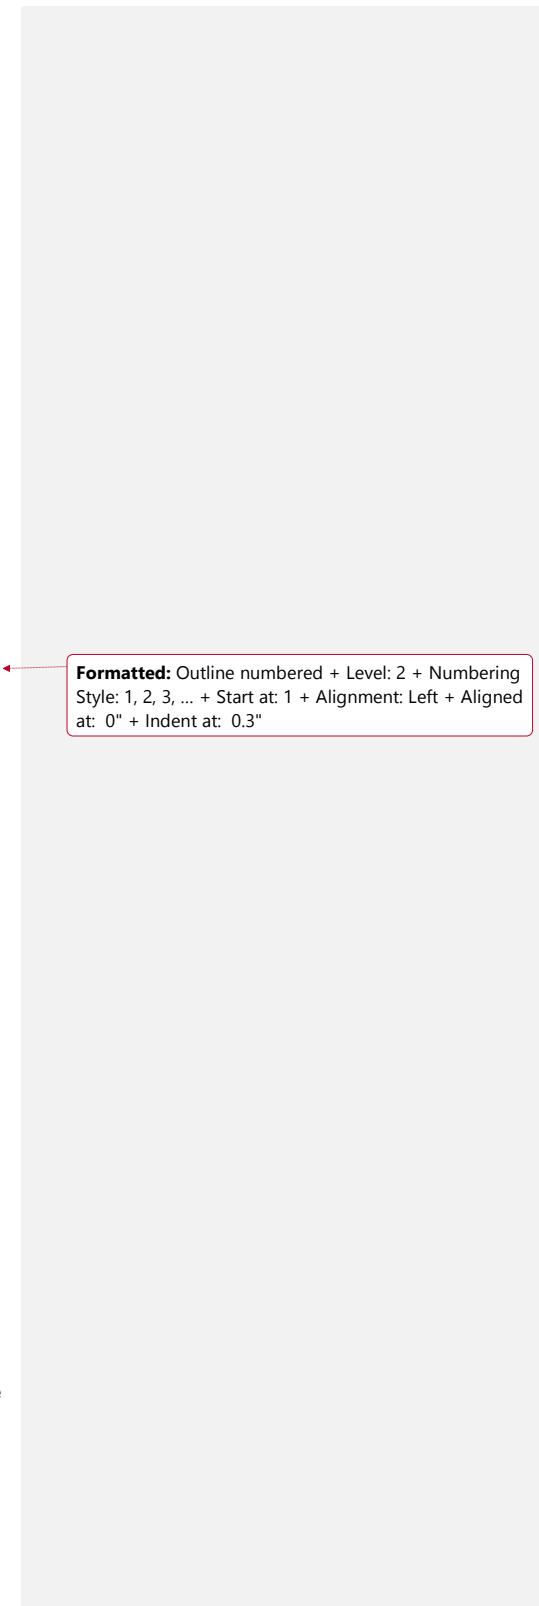 Formatted: Outline numbered + Level: 2 + Numbering
Style: 1, 2, 3, ... + Start at: 1 + Alignment: Left + Aligned
at:  0" + Indent at:  0.3"